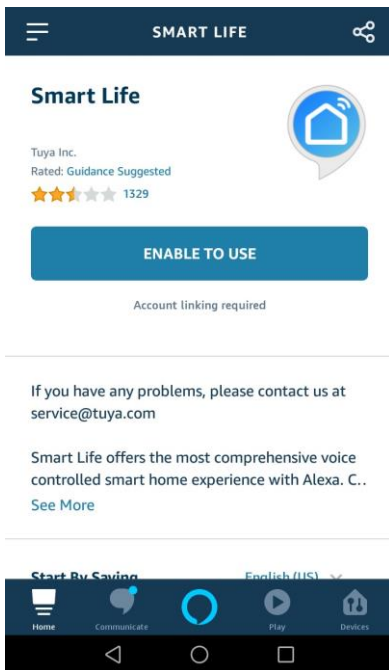 SMART LIFE
Smart Life
Tuya Inc.
Rated: Guidance Suggested
1329
ENABLE TO USE
Account linking required
If you have any problems, please contact us at
service@tuya.com
Smart Life offers the most comprehensive voice
controlled smart home experience with Alexa. C..
See More
Start By Saying
English (US)
Home
Communicate
Play
Devices